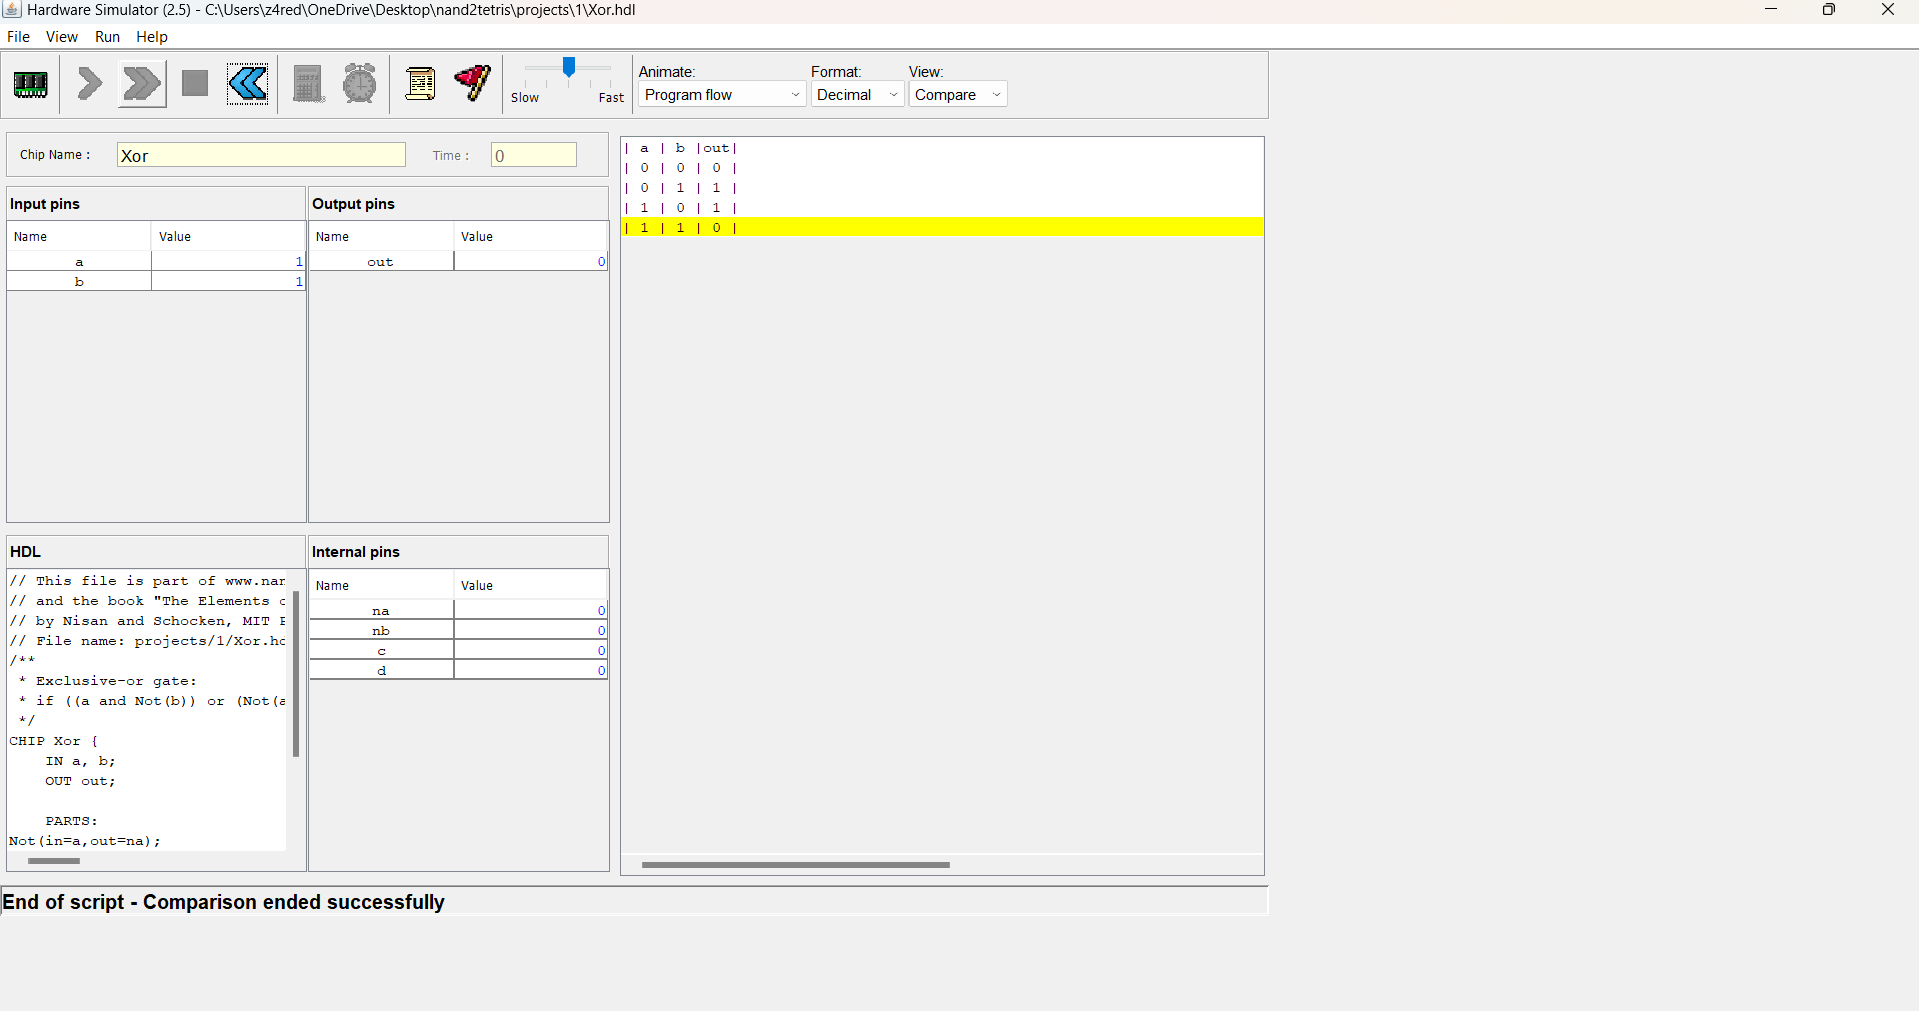 Hardware Simulator (2.5) - C:\Users\z4red\OneDrive\Desktop\nand2tetris\projects\1\Xor.hdl
File View Run Help
Animate: Format: View:
Slow Fast Program flow Decimal Compare
Chip Name : Xor Time : 0
Input pins
Name Value
a 1
b 1
Output pins
Name Value
out 0
| a | b |out|
| 0 | 0 | 0 |
| 0 | 1 | 1 |
| 1 | 0 | 1 |
| 1 | 1 | 0 |
HDL
// This file is part of www.nan
// and the book "The Elements
// by Nisan and Schocken, MIT
// File name: projects/1/Xor.hd
/**
* Exclusive-or gate:
* if ((a and Not(b)) or (Not(a
*/
CHIP Xor {
IN a, b;
OUT out;
PARTS:
Not(in=a,out=na);
Internal pins
Name Value
na 0
nb 0
c 0
d 0
End of script - Comparison ended successfully